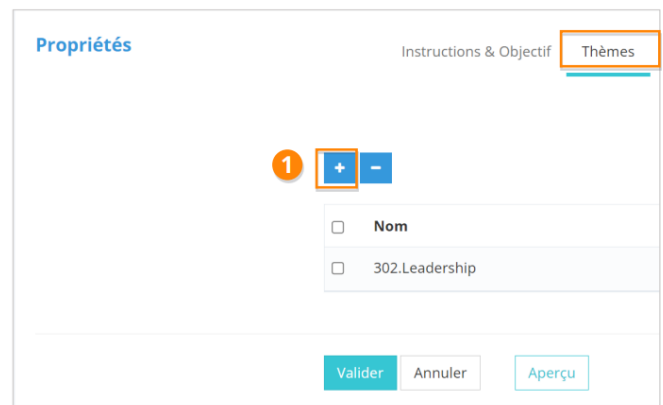 Propriétés
Instructions & Objectif Thèmes
1 + −
Nom
302.Leadership
Valider Annuler Aperçu